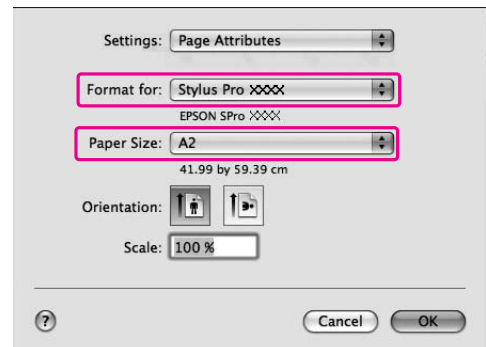 Settings: Page Attributes
Format for: Stylus Pro XXXX
EPSON SPro XXXX
Paper Size: A2
41.99 by 59.39 cm
Orientation:
Scale: 100 %
? Cancel OK